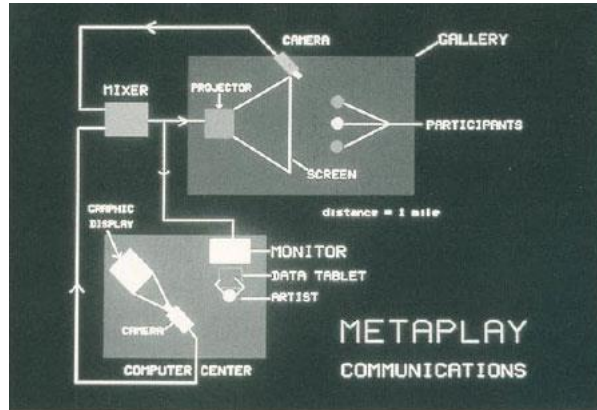 CAMERA
GALLERY
MIXER
PROJECTOR
PARTICIPANTS
SCREEN
distance = 1 mile
GRAPHIC
DISPLAY
MONITOR
DATA TABLET
ARTIST
CAMERA
COMPUTER CENTER
METAPLAY
COMMUNICATIONS